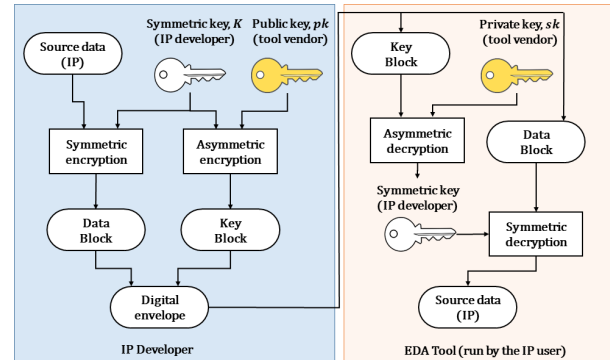 Symmetric key, K
(IP developer)
Public key, pk
(tool vendor)
Source data
(IP)
Symmetric
encryption
Asymmetric
encryption
Data
Block
Key
Block
Digital
envelope
IP Developer
Key
Block
Private key, sk
(tool vendor)
Asymmetric
decryption
Data
Block
Symmetric key
(IP developer)
Symmetric
decryption
Source data
(IP)
EDA Tool (run by the IP user)